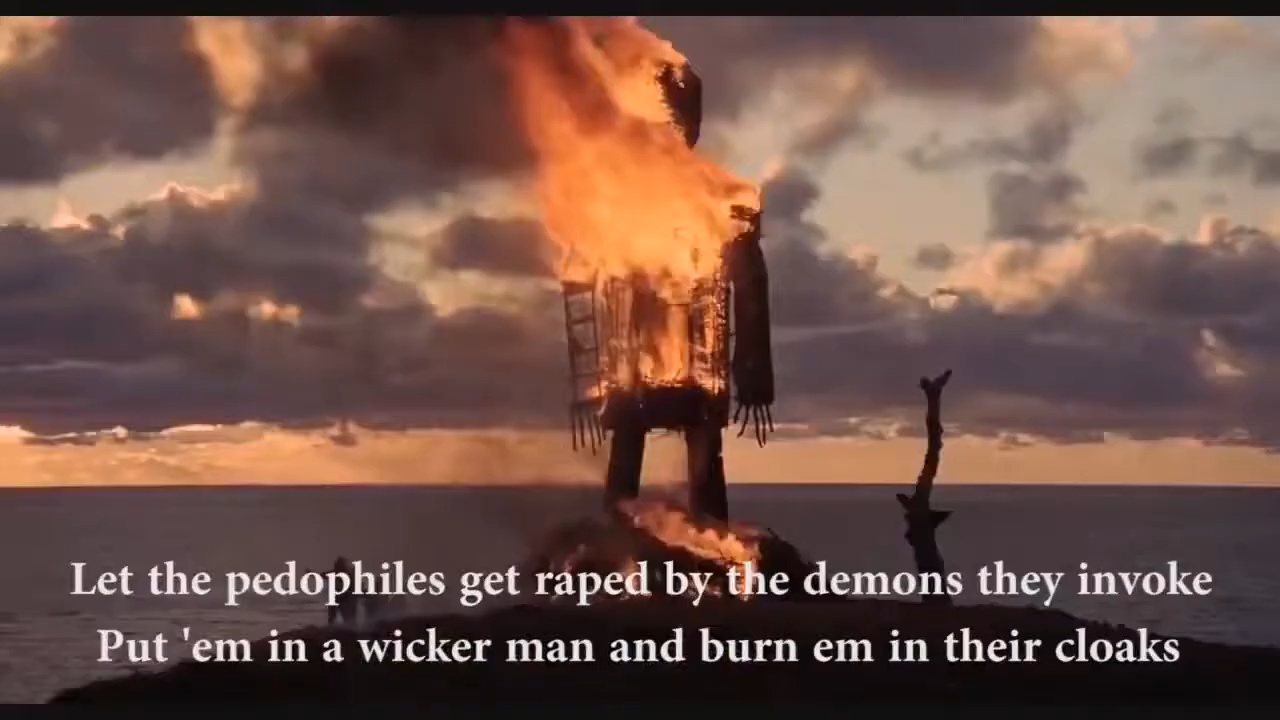 Let the pedophiles get raped by the demons they invoke
Put 'em in a wicker man and burn em in their cloaks